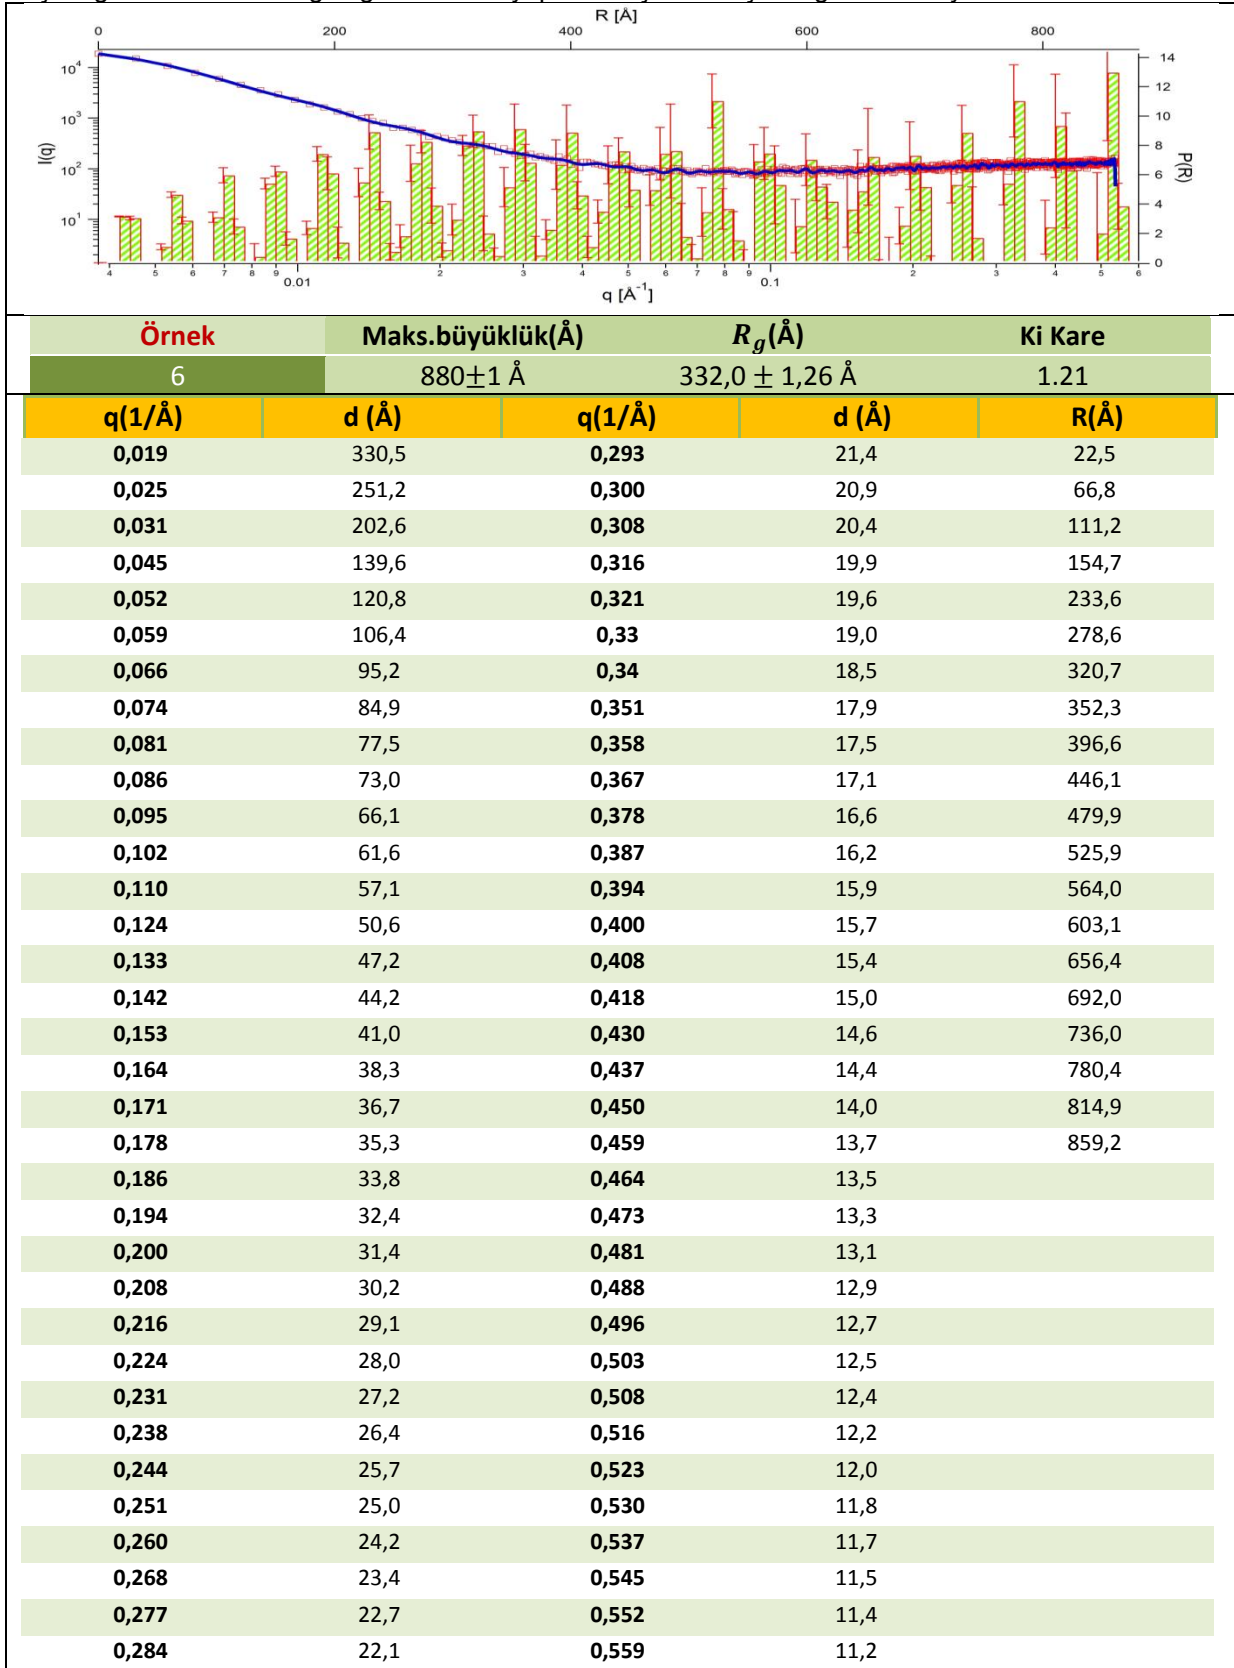 R [Å]
0 200 400 600 800
10⁴
10³
10²
10¹
I(q)
14
12
10
8
6
4
2
0
P(R)
4 5 6 7 8 9 0.01 2 3 4 5 6 7 8 9 0.1 2 3 4 5 6
q [Å⁻¹]
Örnek Maks.büyüklük(Å) R_g(Å) Ki Kare
6 880±1 Å 332,0 ± 1,26 Å 1.21
q(1/Å) d (Å) q(1/Å) d (Å) R(Å)
0,019 330,5 0,293 21,4 22,5
0,025 251,2 0,300 20,9 66,8
0,031 202,6 0,308 20,4 111,2
0,045 139,6 0,316 19,9 154,7
0,052 120,8 0,321 19,6 233,6
0,059 106,4 0,33 19,0 278,6
0,066 95,2 0,34 18,5 320,7
0,074 84,9 0,351 17,9 352,3
0,081 77,5 0,358 17,5 396,6
0,086 73,0 0,367 17,1 446,1
0,095 66,1 0,378 16,6 479,9
0,102 61,6 0,387 16,2 525,9
0,110 57,1 0,394 15,9 564,0
0,124 50,6 0,400 15,7 603,1
0,133 47,2 0,408 15,4 656,4
0,142 44,2 0,418 15,0 692,0
0,153 41,0 0,430 14,6 736,0
0,164 38,3 0,437 14,4 780,4
0,171 36,7 0,450 14,0 814,9
0,178 35,3 0,459 13,7 859,2
0,186 33,8 0,464 13,5
0,194 32,4 0,473 13,3
0,200 31,4 0,481 13,1
0,208 30,2 0,488 12,9
0,216 29,1 0,496 12,7
0,224 28,0 0,503 12,5
0,231 27,2 0,508 12,4
0,238 26,4 0,516 12,2
0,244 25,7 0,523 12,0
0,251 25,0 0,530 11,8
0,260 24,2 0,537 11,7
0,268 23,4 0,545 11,5
0,277 22,7 0,552 11,4
0,284 22,1 0,559 11,2